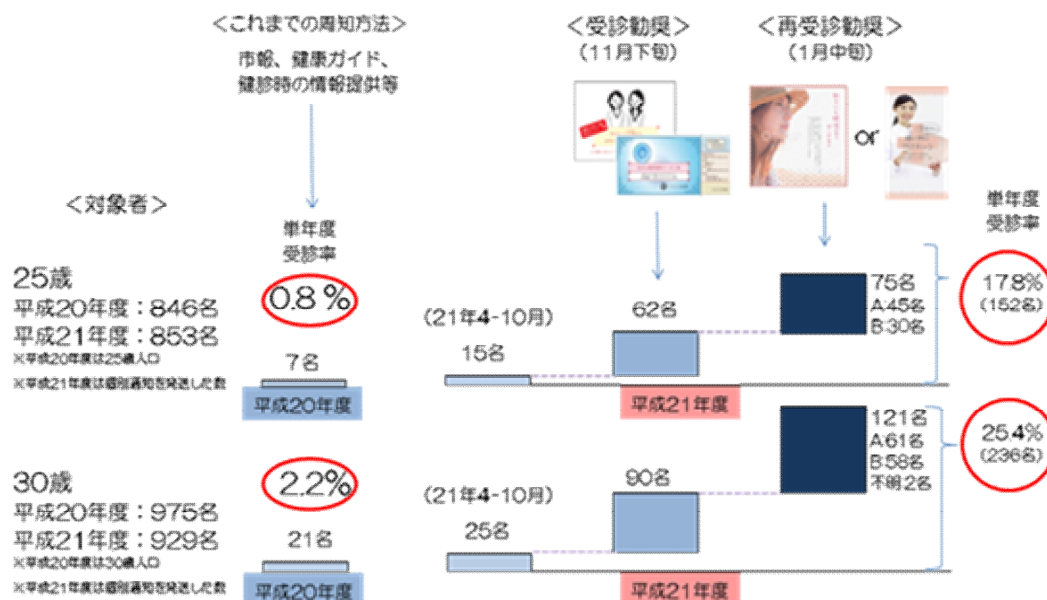 ＜これまでの周知方法＞
市報、健康ガイド、
健診時の情報提供等
＜受診勧奨＞
（11月下旬）
＜再受診勧奨＞
（1月中旬）
or
＜対象者＞
単年度
受診率
単年度
受診率
25歳
平成20年度：846名
平成21年度：853名
※平成20年度は25歳人口
※平成21年度は個別通知を発送した数
0.8%
7名
平成20年度
（21年4-10月）
15名
62名
平成21年度
75名
A:45名
B:30名
17.8%
(152名)
30歳
平成20年度：975名
平成21年度：929名
※平成20年度は30歳人口
※平成21年度は個別通知を発送した数
2.2%
21名
平成20年度
（21年4-10月）
25名
90名
平成21年度
121名
A:61名
B:58名
不明:2名
25.4%
(236名)